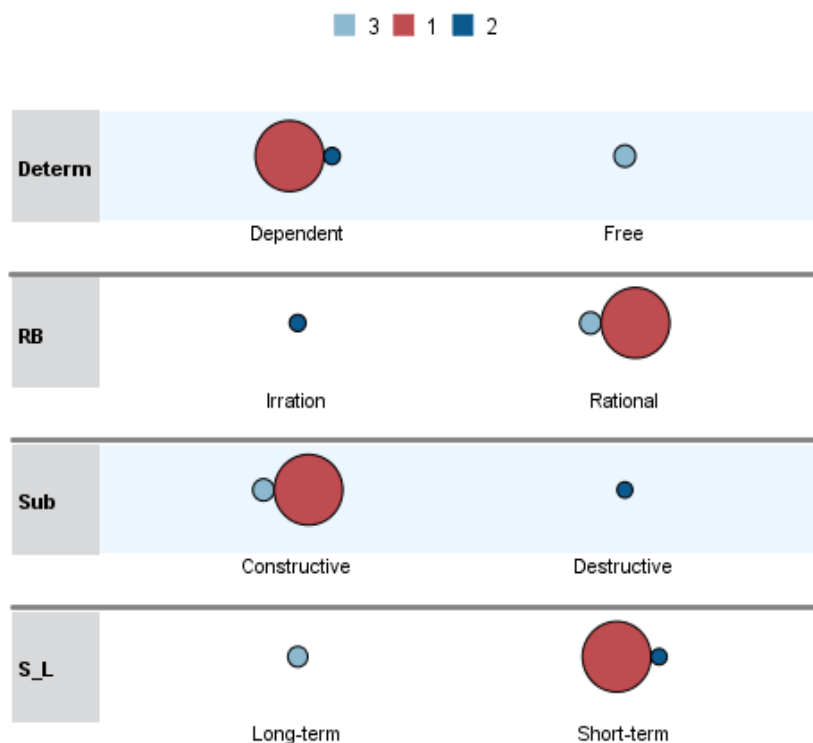 3 1 2
Determ
Dependent Free
RB
Irration Rational
Sub
Constructive Destructive
S_L
Long-term Short-term